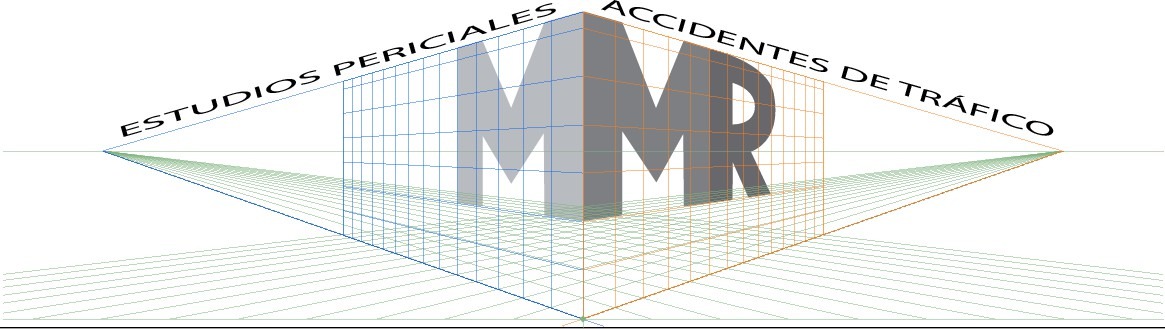 ESTUDIOS PERICIALES
ACCIDENTES DE TRÁFICO
MMR